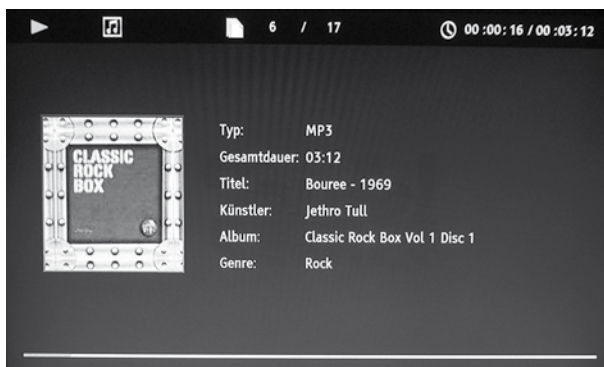 6 / 17
00:00:16 / 00:03:12
CLASSIC
ROCK
BOX
Typ: MP3
Gesamtdauer: 03:12
Titel: Bouree - 1969
Künstler: Jethro Tull
Album: Classic Rock Box Vol 1 Disc 1
Genre: Rock